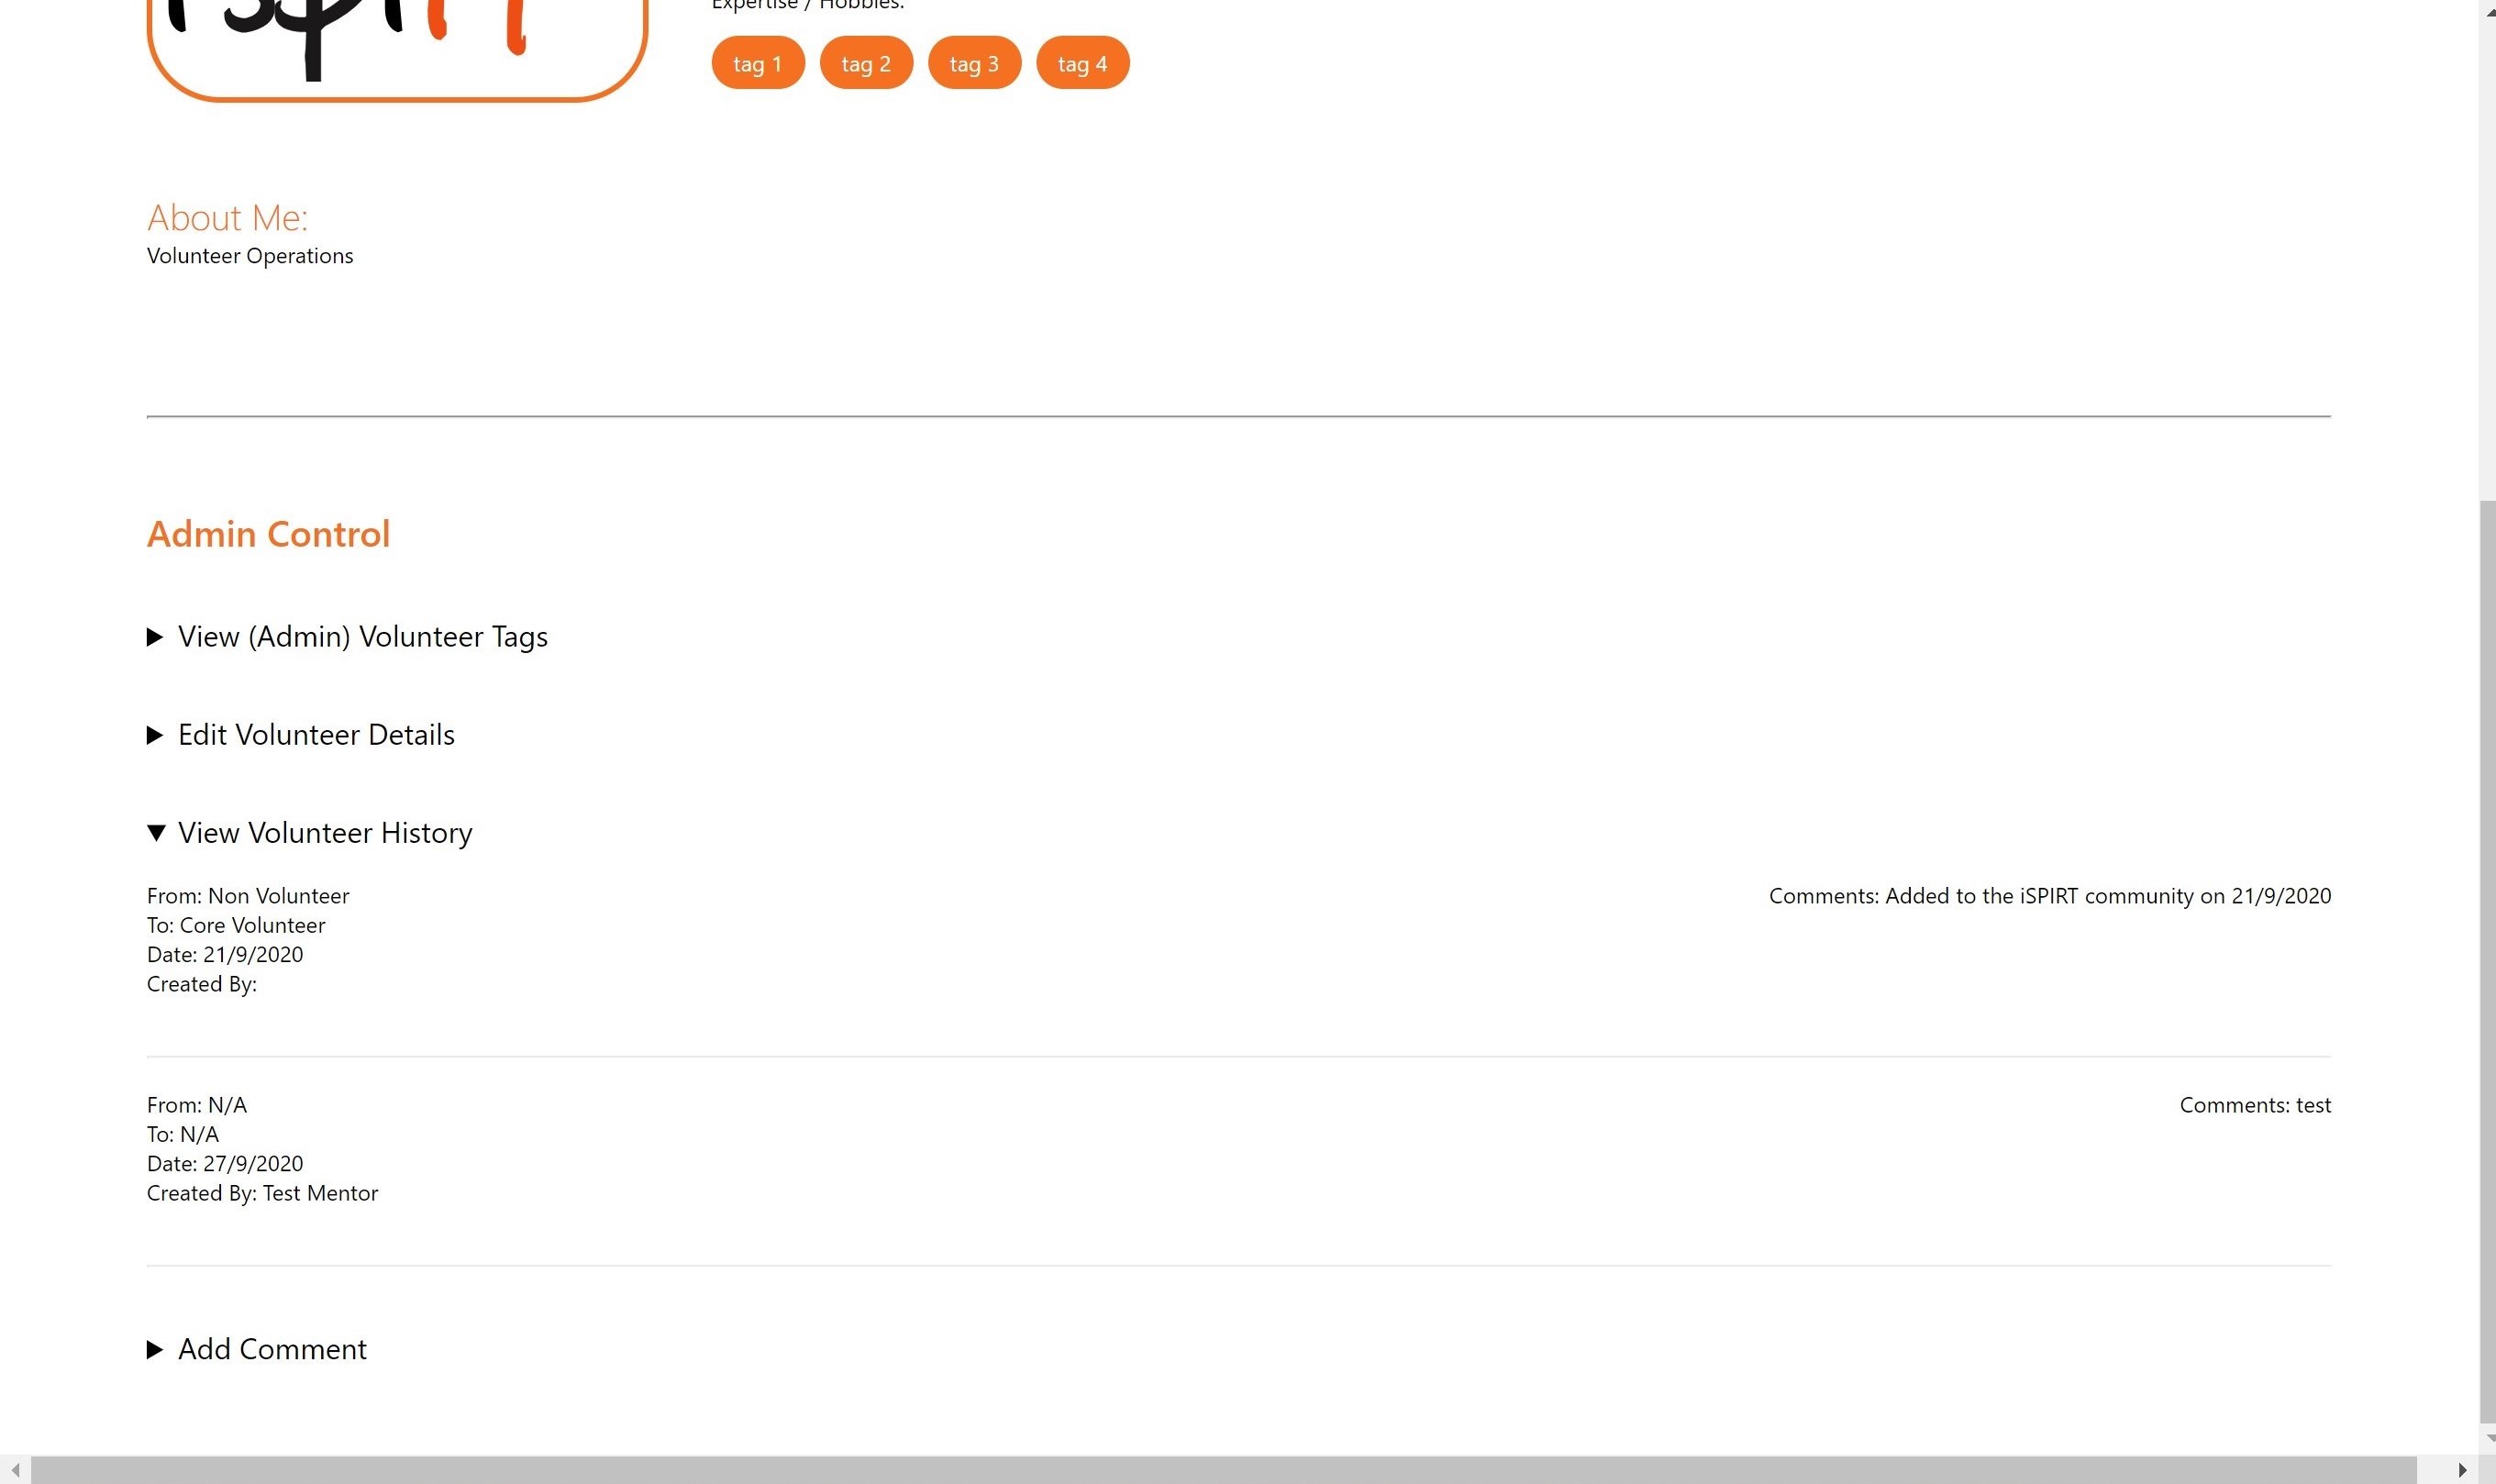 ispirt
Expertise / Hobbies:
tag 1 tag 2 tag 3 tag 4
About Me:
Volunteer Operations
Admin Control
View (Admin) Volunteer Tags
Edit Volunteer Details
View Volunteer History
From: Non Volunteer
Comments: Added to the iSPIRT community on 21/9/2020
To: Core Volunteer
Date: 21/9/2020
Created By:
From: N/A
Comments: test
To: N/A
Date: 27/9/2020
Created By: Test Mentor
Add Comment